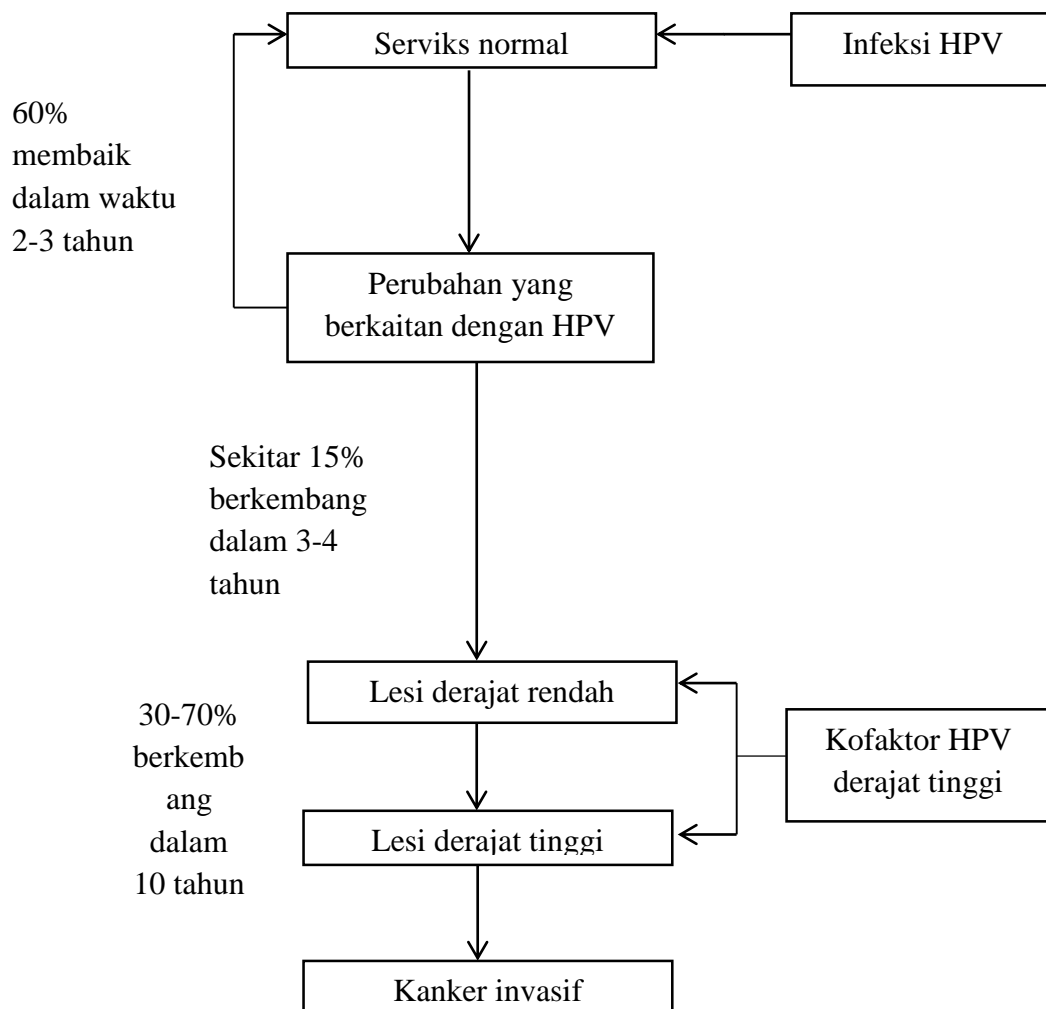 Serviks normal
Infeksi HPV
60%
membaik
dalam waktu
2-3 tahun
Perubahan yang
berkaitan dengan HPV
Sekitar 15%
berkembang
dalam 3-4
tahun
Lesi derajat rendah
30-70%
berkemb
ang
dalam
10 tahun
Kofaktor HPV
derajat tinggi
Lesi derajat tinggi
Kanker invasif